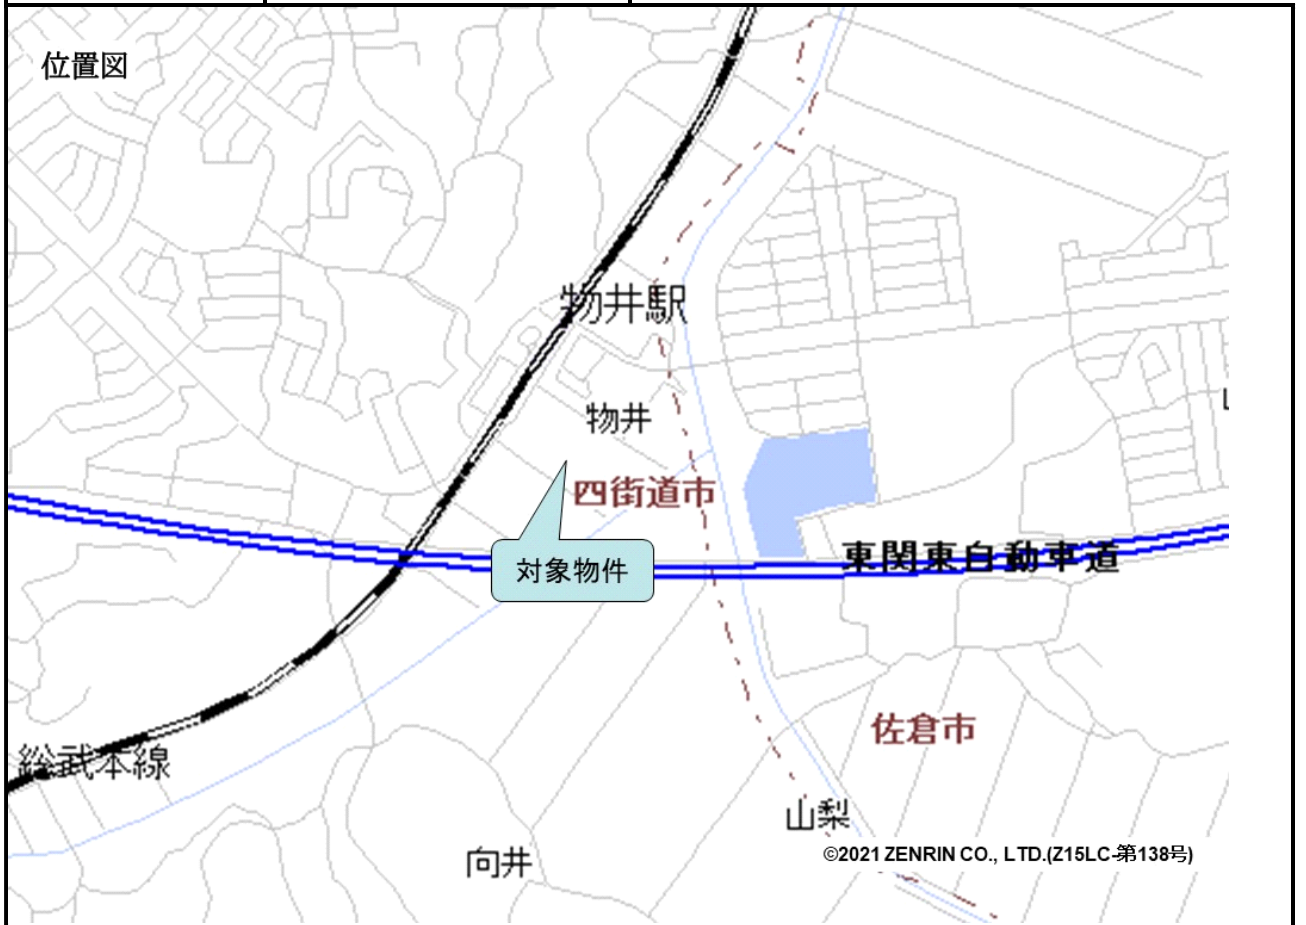 位置図
物井駅
物井
四街道市
対象物件
東関東自動車道
佐倉市
総武本線
山梨
©2021 ZENRIN CO., LTD.(Z15LC-第138号)
向井